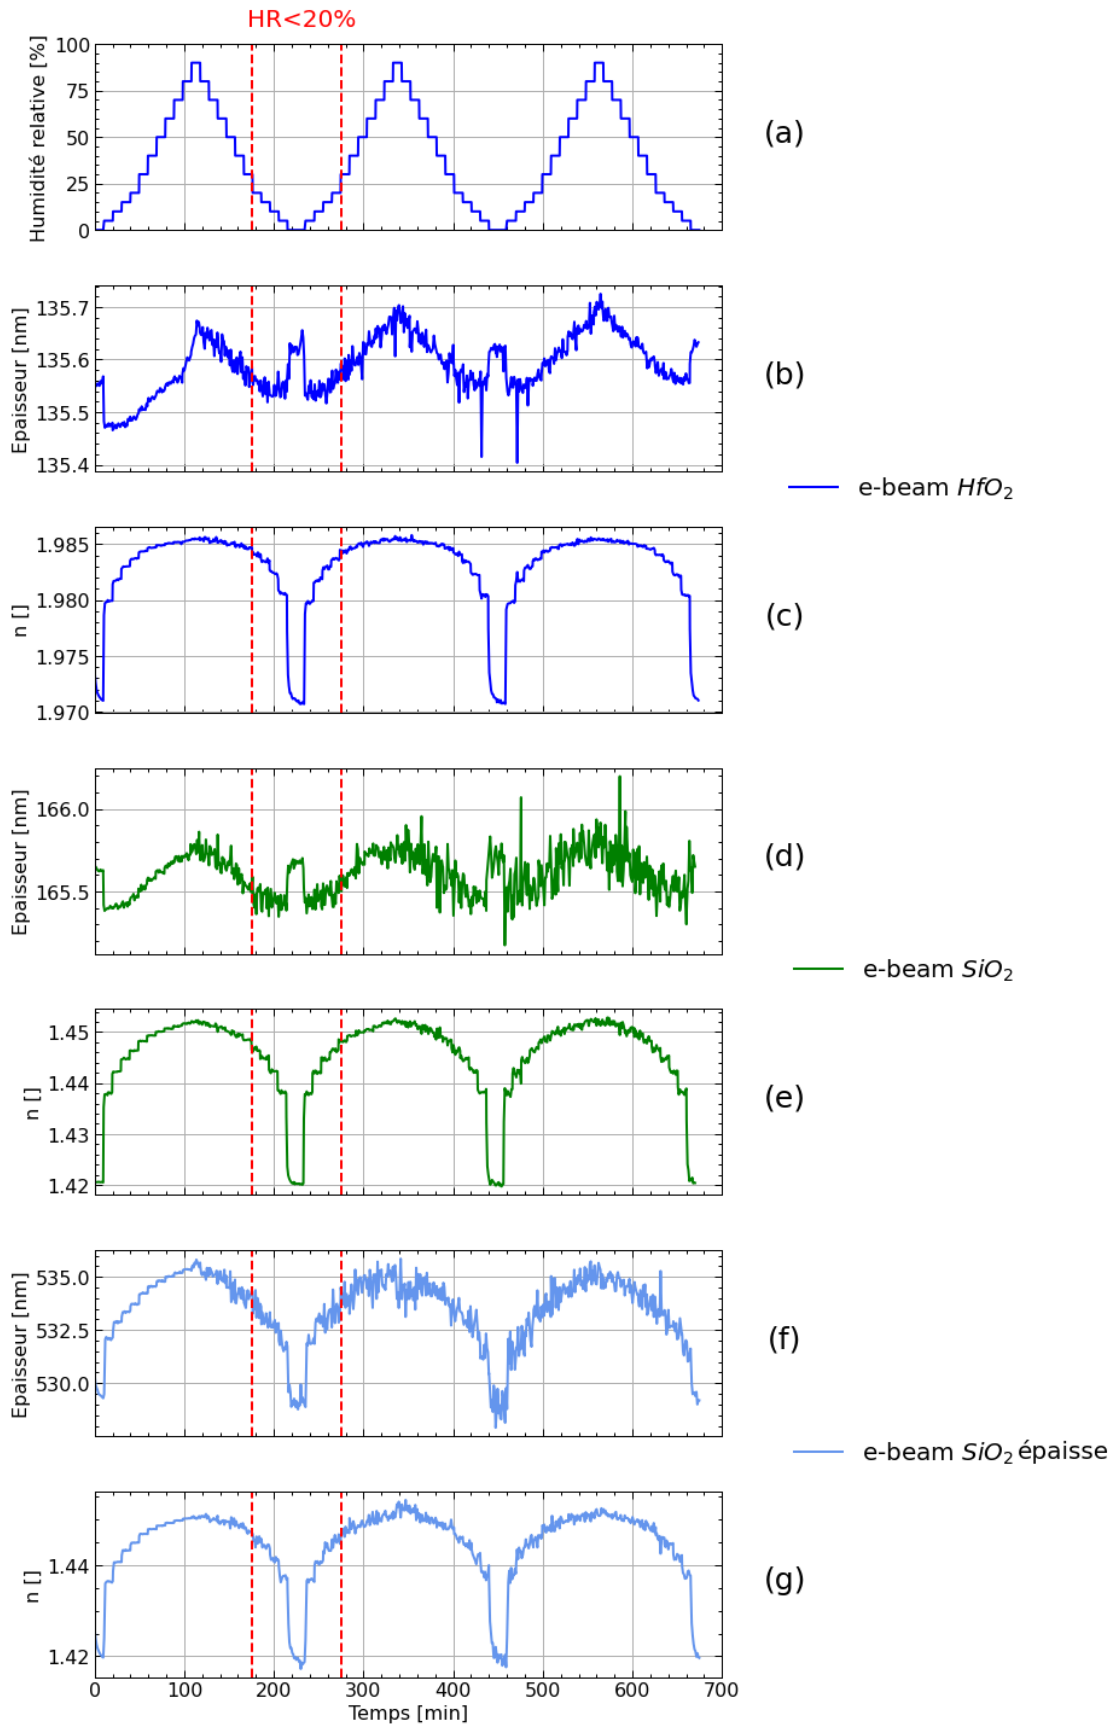 HR<20%
Humidité relative [%]
100
75
50
25
0
(a)
Epaisseur [nm]
135.7
135.6
135.5
135.4
(b)
e-beam HfO2
n []
1.985
1.980
1.975
1.970
(c)
Epaisseur [nm]
166.0
165.5
(d)
e-beam SiO2
n []
1.45
1.44
1.43
1.42
(e)
Epaisseur [nm]
535.0
532.5
530.0
(f)
e-beam SiO2 épaisse
n []
1.44
1.42
(g)
0 100 200 300 400 500 600 700
Temps [min]